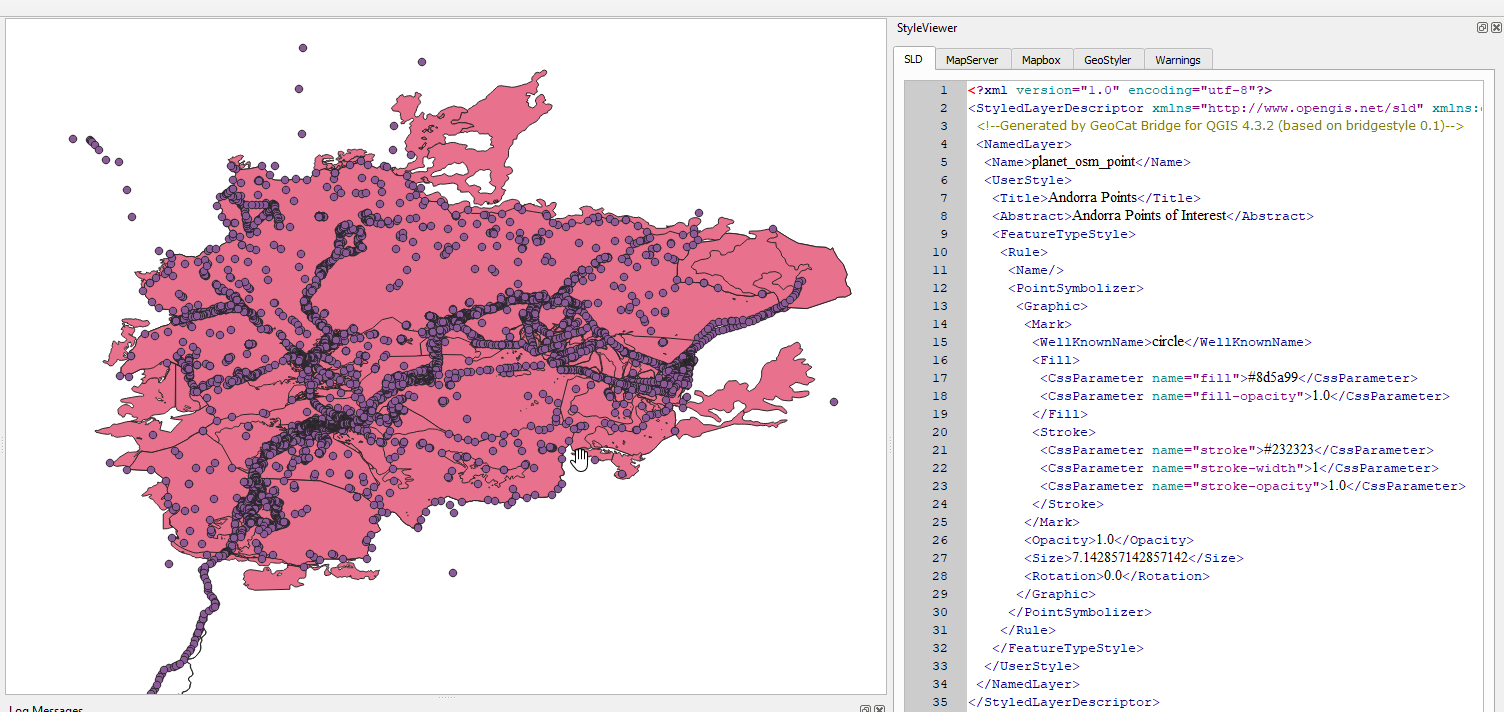 StyleViewer
SLD MapServer Mapbox GeoStyler Warnings
1 <?xml version="1.0" encoding="utf-8"?>
2 <StyledLayerDescriptor xmlns="http://www.opengis.net/sld" xmlns:
3 <!--Generated by GeoCat Bridge for QGIS 4.3.2 (based on bridgestyle 0.1)-->
4 <NamedLayer>
5 <Name>planet_osm_point</Name>
6 <UserStyle>
7 <Title>Andorra Points</Title>
8 <Abstract>Andorra Points of Interest</Abstract>
9 <FeatureTypeStyle>
10 <Rule>
11 <Name/>
12 <PointSymbolizer>
13 <Graphic>
14 <Mark>
15 <WellKnownName>circle</WellKnownName>
16 <Fill>
17 <CssParameter name="fill">#8d5a99</CssParameter>
18 <CssParameter name="fill-opacity">1.0</CssParameter>
19 </Fill>
20 <Stroke>
21 <CssParameter name="stroke">#232323</CssParameter>
22 <CssParameter name="stroke-width">1</CssParameter>
23 <CssParameter name="stroke-opacity">1.0</CssParameter>
24 </Stroke>
25 </Mark>
26 <Opacity>1.0</Opacity>
27 <Size>7.142857142857142</Size>
28 <Rotation>0.0</Rotation>
29 </Graphic>
30 </PointSymbolizer>
31 </Rule>
32 </FeatureTypeStyle>
33 </UserStyle>
34 </NamedLayer>
35 </StyledLayerDescriptor>
Log Messages